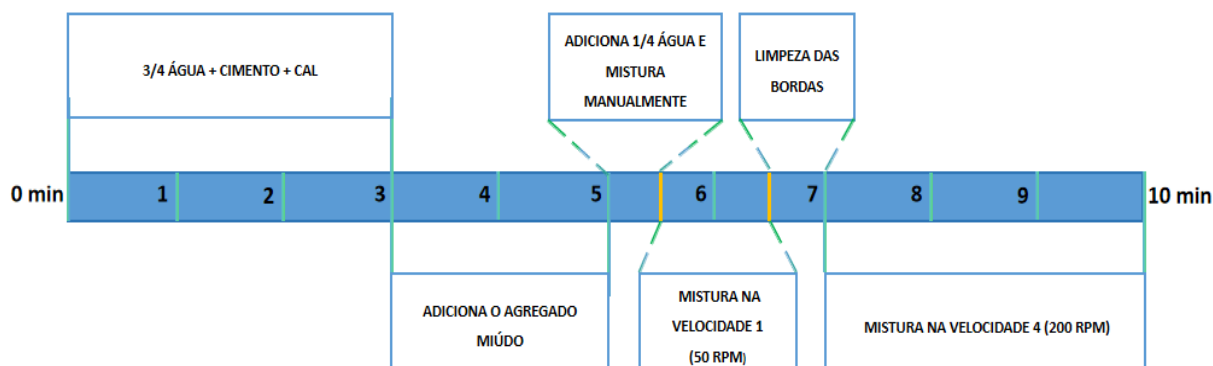 3/4 ÁGUA + CIMENTO + CAL
ADICIONA 1/4 ÁGUA E
MISTURA
MANUALMENTE
LIMPEZA DAS
BORDAS
0 min 1 2 3 4 5 6 7 8 9 10 min
ADICIONA O AGREGADO
MIÚDO
MISTURA NA
VELOCIDADE 1
(50 RPM)
MISTURA NA VELOCIDADE 4 (200 RPM)